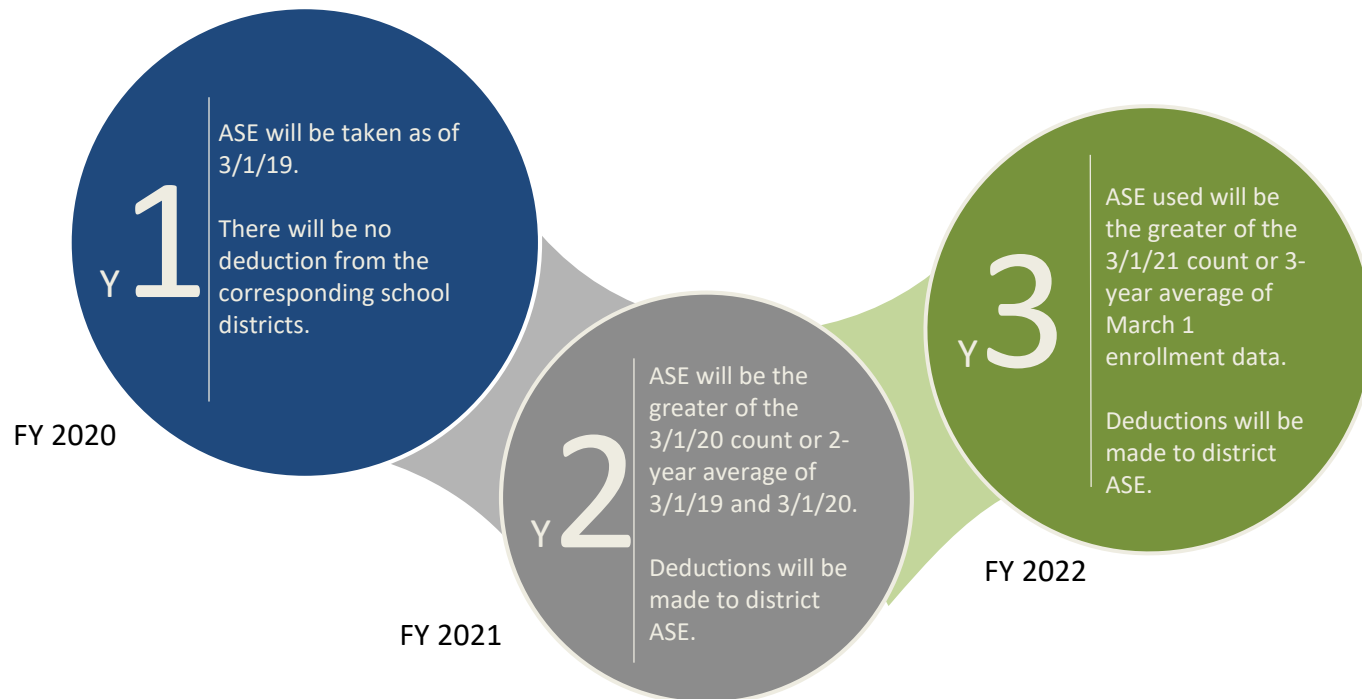 Y 1
ASE will be taken as of
3/1/19.
There will be no
deduction from the
corresponding school
districts.
FY 2020
Y 2
ASE will be the
greater of the
3/1/20 count or 2-
year average of
3/1/19 and 3/1/20.
Deductions will be
made to district
ASE.
FY 2021
Y 3
ASE used will be
the greater of the
3/1/21 count or 3-
year average of
March 1
enrollment data.
Deductions will be
made to district
ASE.
FY 2022